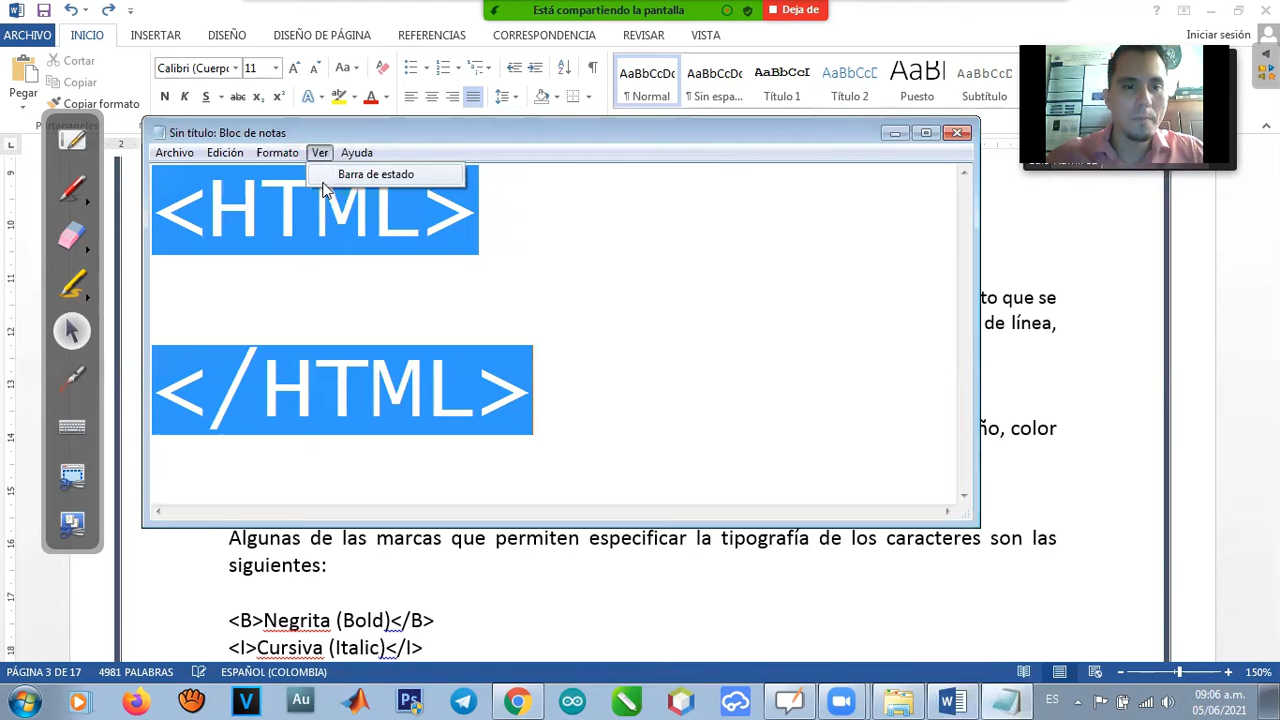 Está compartiendo la pantalla
Deja de
ARCHIVO INICIO INSERTAR DISEÑO DISEÑO DE PÁGINA REFERENCIAS CORRESPONDENCIA REVISAR VISTA Iniciar sesión
Pegar
Cortar
Copiar
Copiar formato
Calibri (Cuerpo 11
AaBbCcDc AaBbCcDc AaBbCcI AaBbCcD AaBbCcD
¶ Normal ¶ Sin espa... Título 1 Título 2 Puesto Subtítulo
Sin título: Bloc de notas
Archivo Edición Formato Ver Ayuda
Barra de estado
<HTML>
</HTML>
to que se
de línea,
ño, color
Algunas de las marcas que permiten especificar la tipografía de los caracteres son las
siguientes:
<B>Negrita (Bold)</B>
<I>Cursiva (Italic)</I>
PÁGINA 3 DE 17 4981 PALABRAS ESPAÑOL (COLOMBIA) 150%
ES 09:06 a.m.
05/06/2021